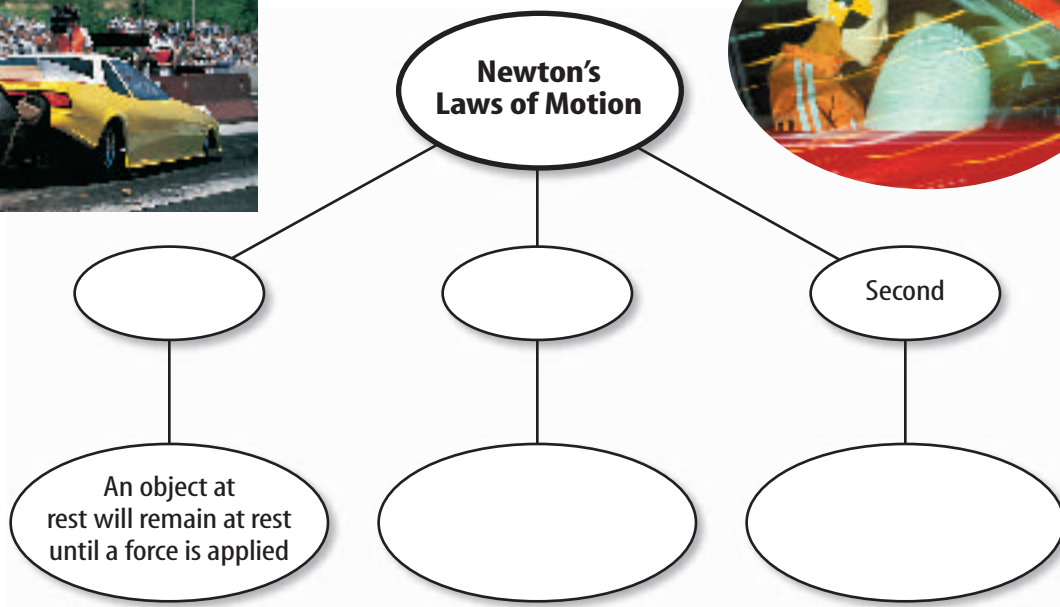 Newton's
Laws of Motion
Second
An object at
rest will remain at rest
until a force is applied